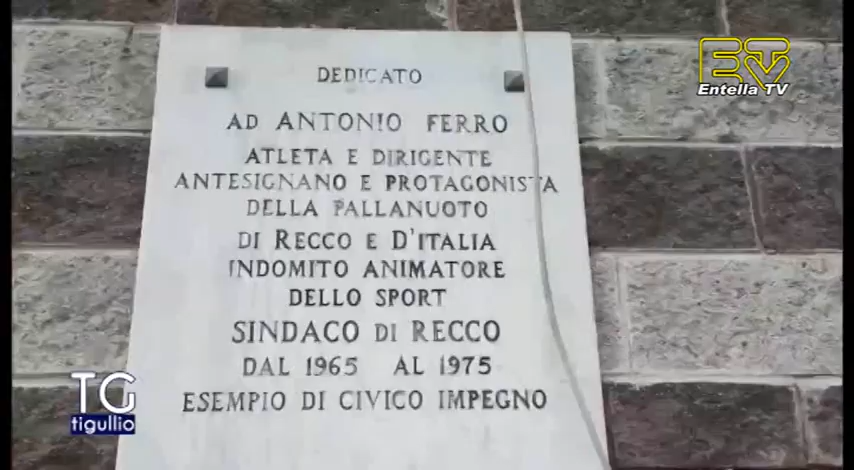 DEDICATO
AD ANTONIO FERRO
ATLETA E DIRIGENTE
ANTESIGNANO E PROTAGONISTA
DELLA PALLANUOTO
DI RECCO E D'ITALIA
INDOMITO ANIMATORE
DELLO SPORT
SINDACO DI RECCO
DAL 1965 AL 1975
ESEMPIO DI CIVICO IMPEGNO
ET
Entella TV
TG
tigullio